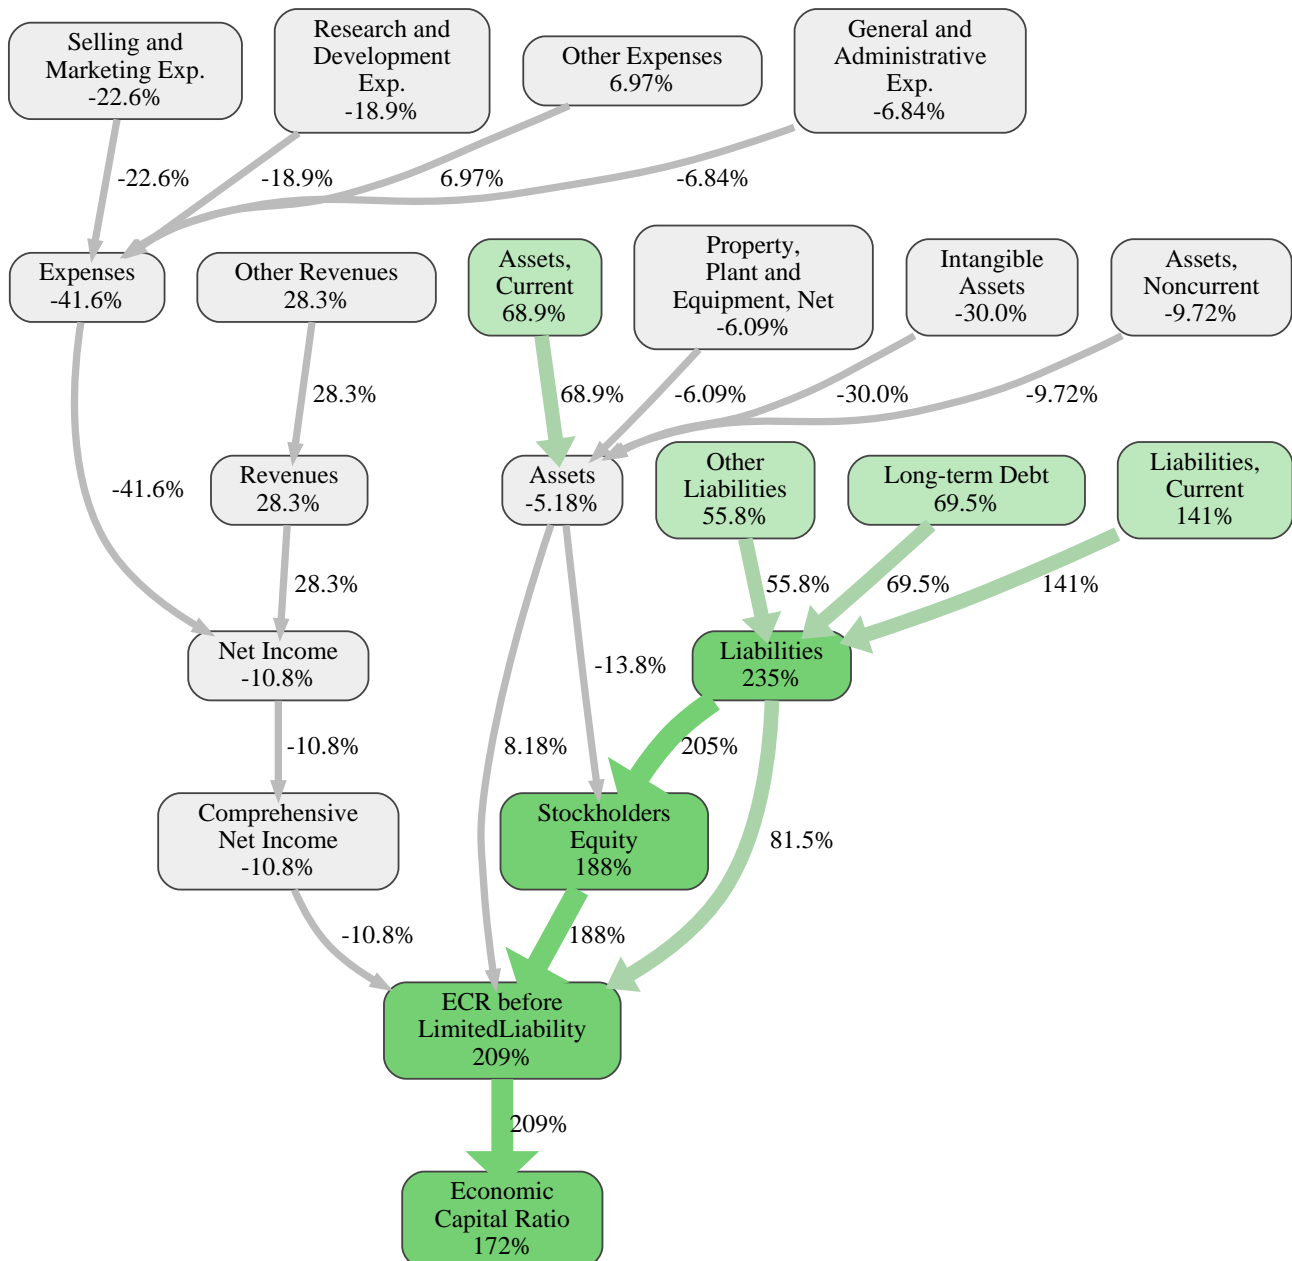 Selling and
Marketing Exp.
-22.6%
Research and
Development
Exp.
-18.9%
Other Expenses
6.97%
General and
Administrative
Exp.
-6.84%
-22.6%
-18.9%
6.97%
-6.84%
Expenses
-41.6%
Other Revenues
28.3%
Assets,
Current
68.9%
Property,
Plant and
Equipment, Net
-6.09%
Intangible
Assets
-30.0%
Assets,
Noncurrent
-9.72%
28.3%
68.9%
-6.09%
-30.0%
-9.72%
-41.6%
Revenues
28.3%
Assets
-5.18%
Other
Liabilities
55.8%
Long-term Debt
69.5%
Liabilities,
Current
141%
28.3%
55.8%
69.5%
141%
Net Income
-10.8%
-13.8%
Liabilities
235%
-10.8%
8.18%
205%
Comprehensive
Net Income
-10.8%
Stockholders
Equity
188%
81.5%
-10.8%
188%
ECR before
LimitedLiability
209%
209%
Economic
Capital Ratio
172%